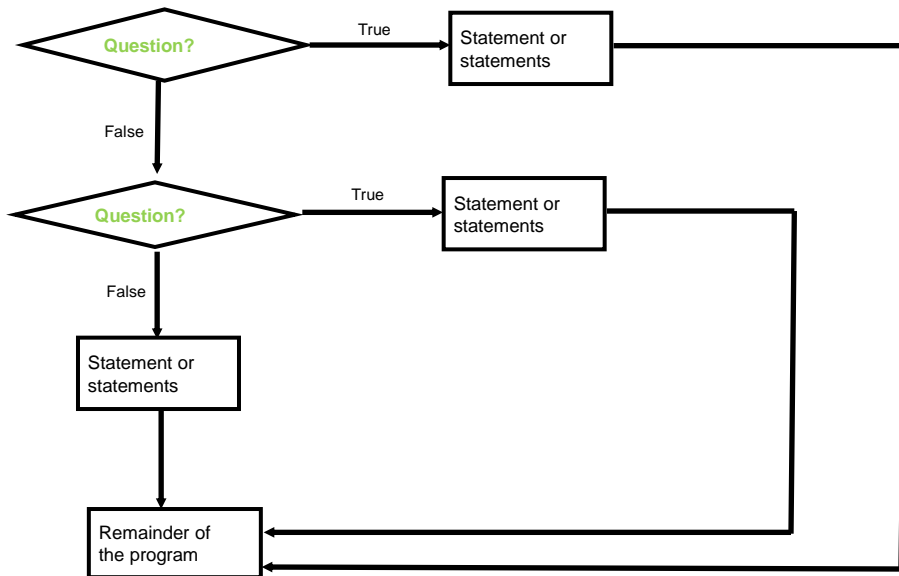 Question?
True
Statement or
statements
False
Question?
True
Statement or
statements
False
Statement or
statements
Remainder of
the program